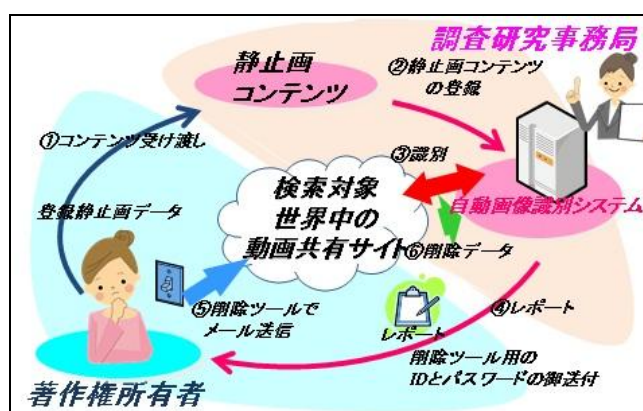 調査研究事務局
静止画
コンテンツ
②静止画コンテンツ
の登録
①コンテンツ受け渡し
③識別
登録静止画データ
検索対象
世界中の
動画共有サイト
自動画像識別システム
⑥削除データ
⑤削除ツールで
メール送信
④レポート
レポート
削除ツール用の
IDとパスワードの御送付
著作権所有者